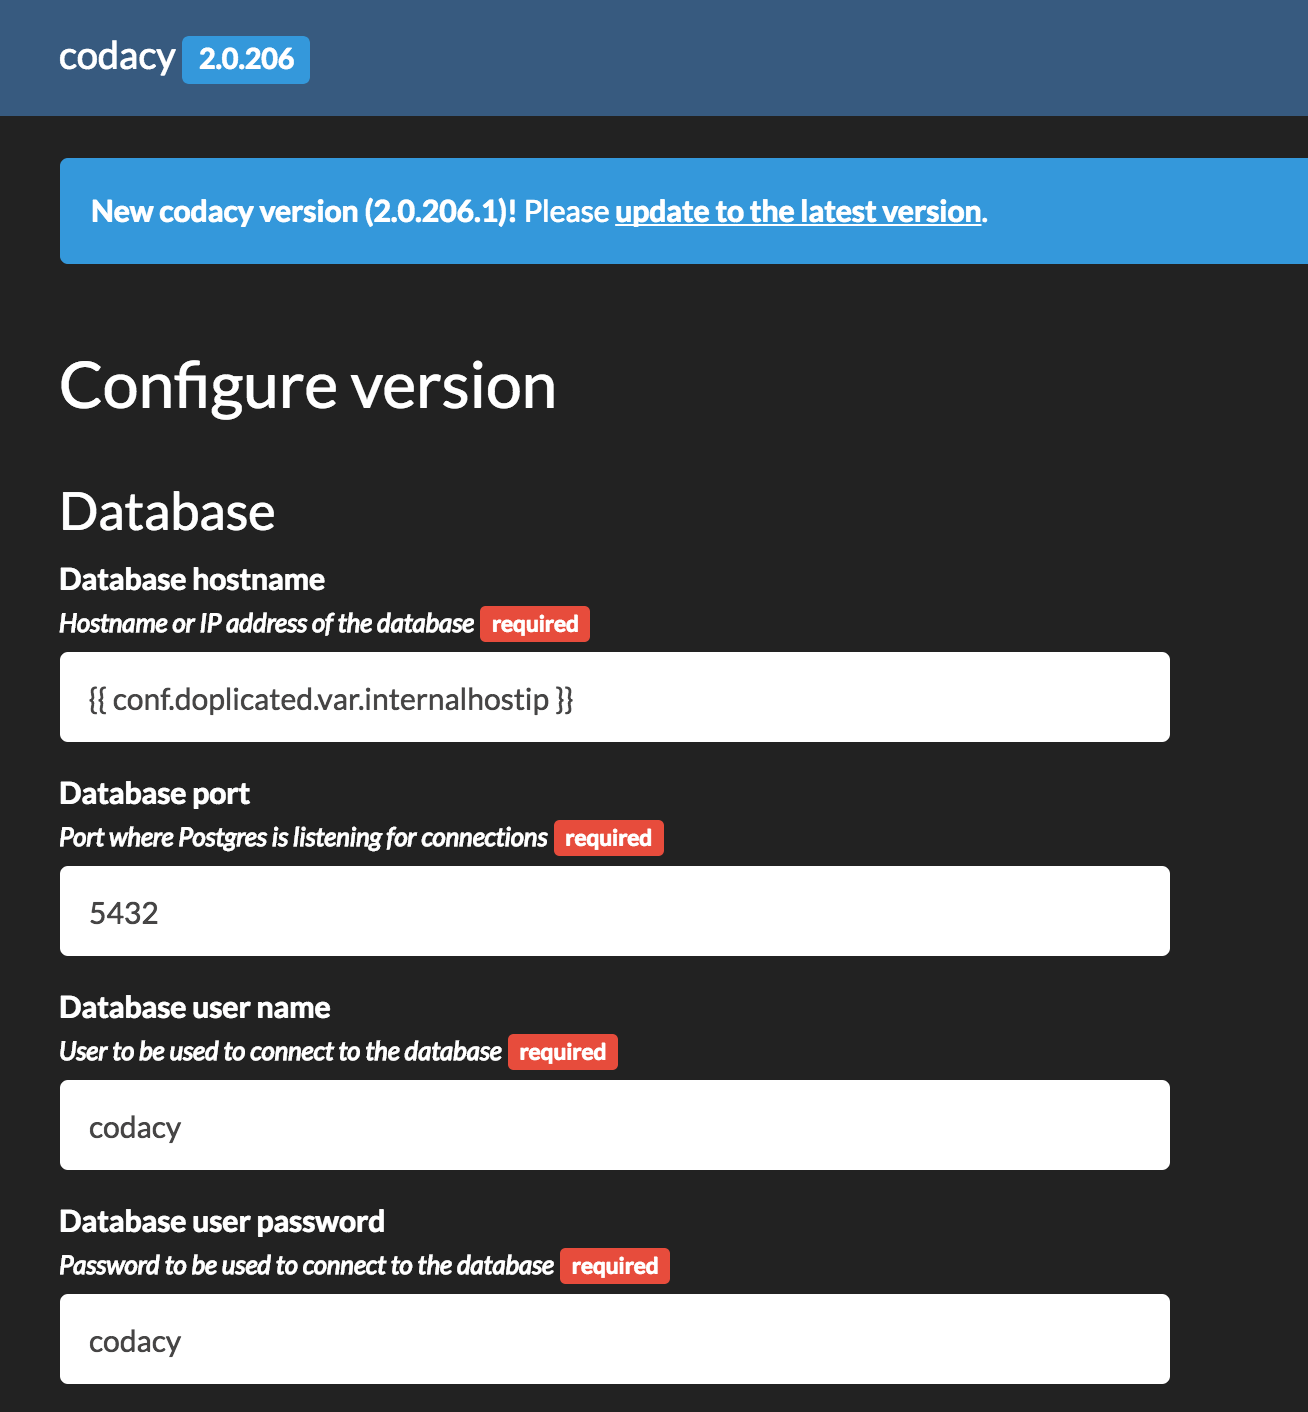 codacy 2.0.206
New codacy version (2.0.206.1)! Please update to the latest version.
Configure version
Database
Database hostname
Hostname or IP address of the database required
{{ conf.doplicated.var.internalhostip }}
Database port
Port where Postgres is listening for connections required
5432
Database user name
User to be used to connect to the database required
codacy
Database user password
Password to be used to connect to the database required
codacy